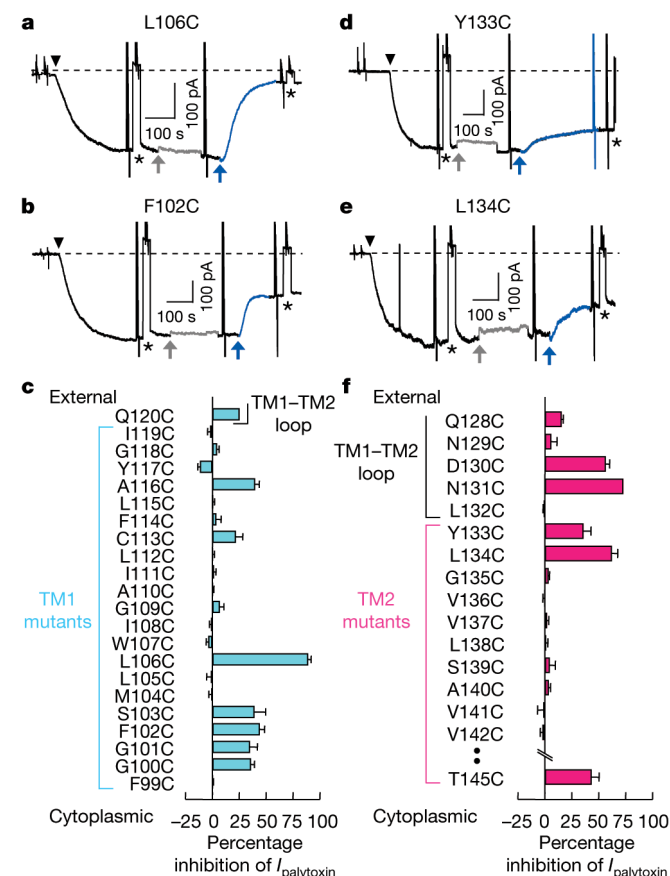 a
L106C
100 s
100 pA
*
*
b
F102C
100 s
100 pA
*
*
c
External
Q120C
TM1–TM2
loop
I119C
G118C
Y117C
A116C
L115C
F114C
C113C
L112C
I111C
A110C
G109C
I108C
W107C
L106C
L105C
M104C
S103C
F102C
G101C
G100C
F99C
TM1
mutants
Cytoplasmic
–25 0 25 50 75 100
Percentage
inhibition of Ipalytoxin
d
Y133C
100 s
100 pA
*
*
e
L134C
100 s
100 pA
*
*
f
External
Q128C
N129C
D130C
N131C
L132C
TM1–TM2
loop
Y133C
L134C
G135C
V136C
V137C
L138C
S139C
A140C
V141C
V142C
T145C
TM2
mutants
Cytoplasmic
–25 0 25 50 75 100
Percentage
inhibition of Ipalytoxin